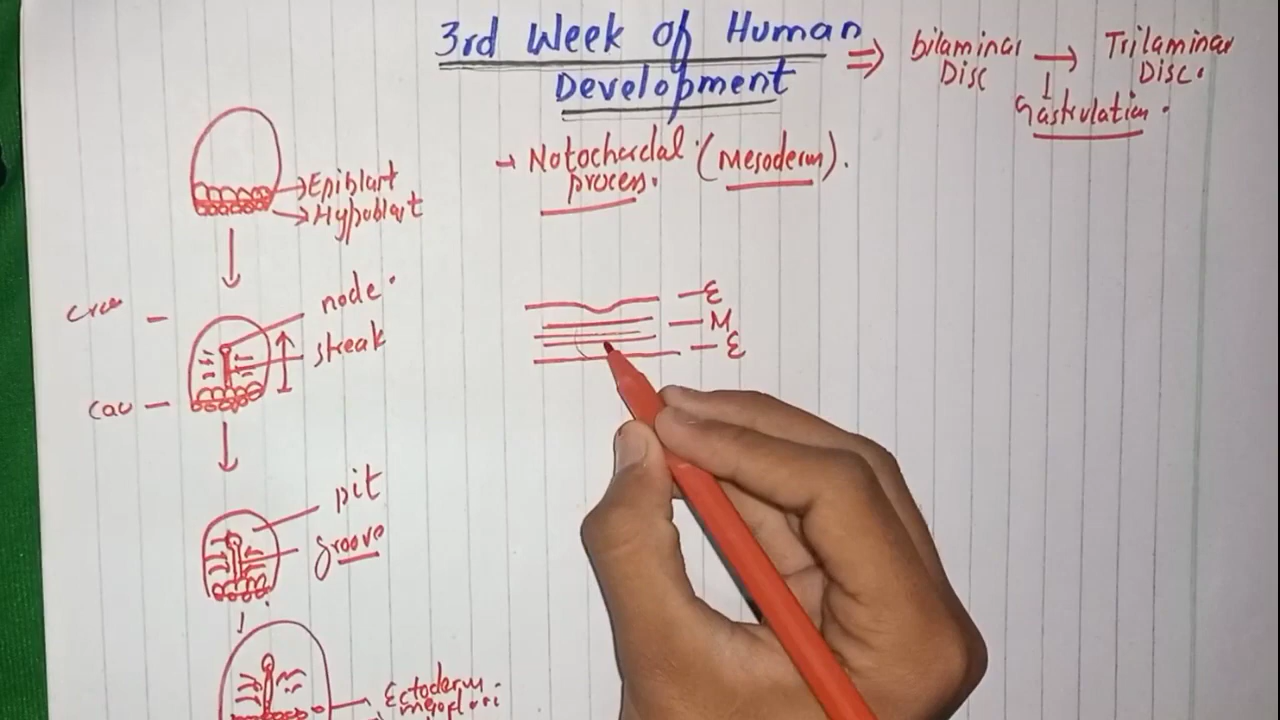 3rd Week of Human
Development
⇒ bilaminar Disc → Trilaminar Disc.
Gastrulation.
→ Notochordal process. (Mesoderm).
→ Epiblast
→ Hypoblast
node.
streak
Cau
E
M
E
pit
groove
Ectoderm.